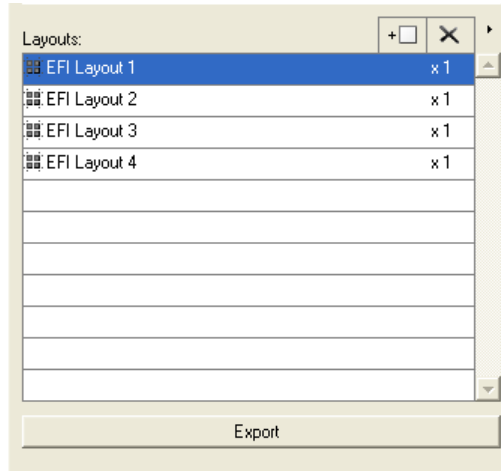 Layouts:
EFI Layout 1 x 1
EFI Layout 2 x 1
EFI Layout 3 x 1
EFI Layout 4 x 1
Export